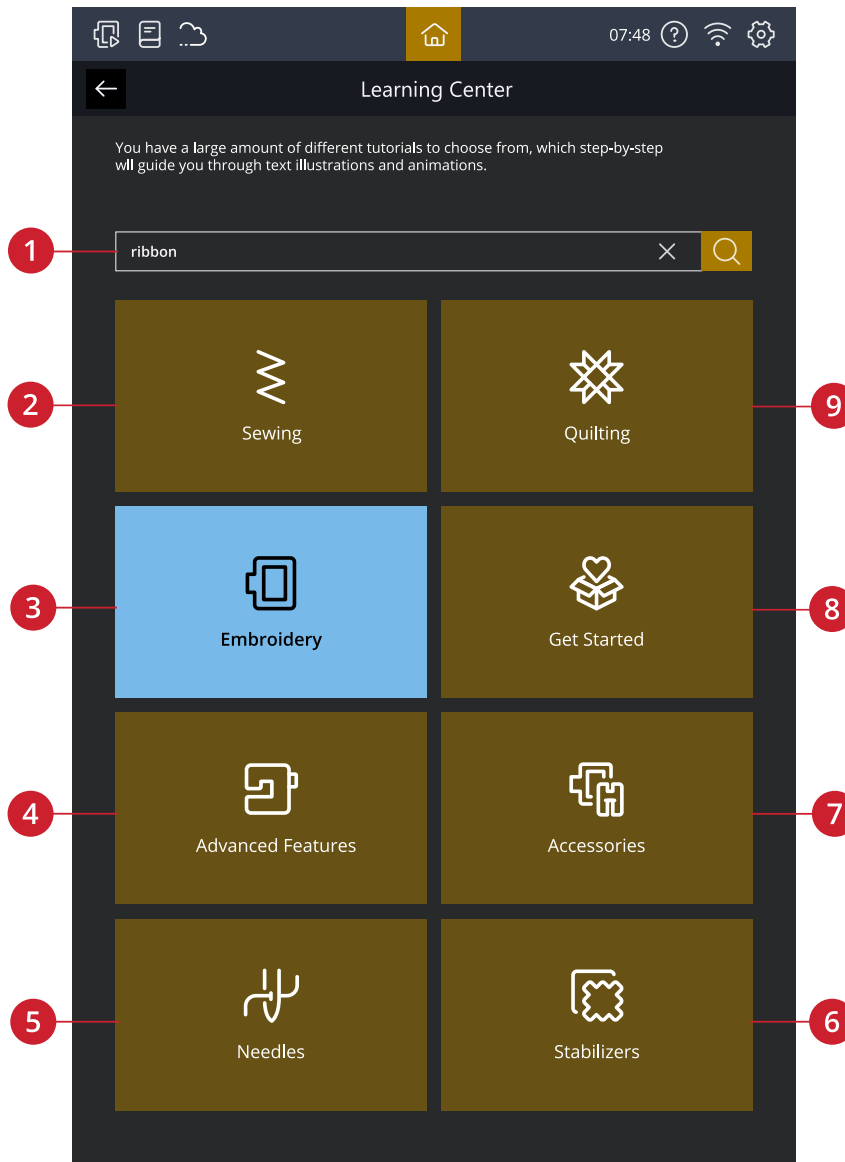 07:48
Learning Center
You have a large amount of different tutorials to choose from, which step-by-step
wll guide you through text illustrations and animations.
1
ribbon
2
Sewing
Quilting
9
3
Embroidery
Get Started
8
4
Advanced Features
Accessories
7
5
Needles
Stabilizers
6